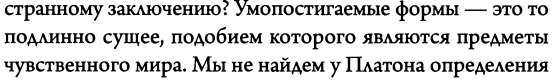 странному заключению? Умопостигаемые формы — это то
подлинно сущее, подобием которого являются предметы
чувственного мира. Мы не найдем у Платона определения